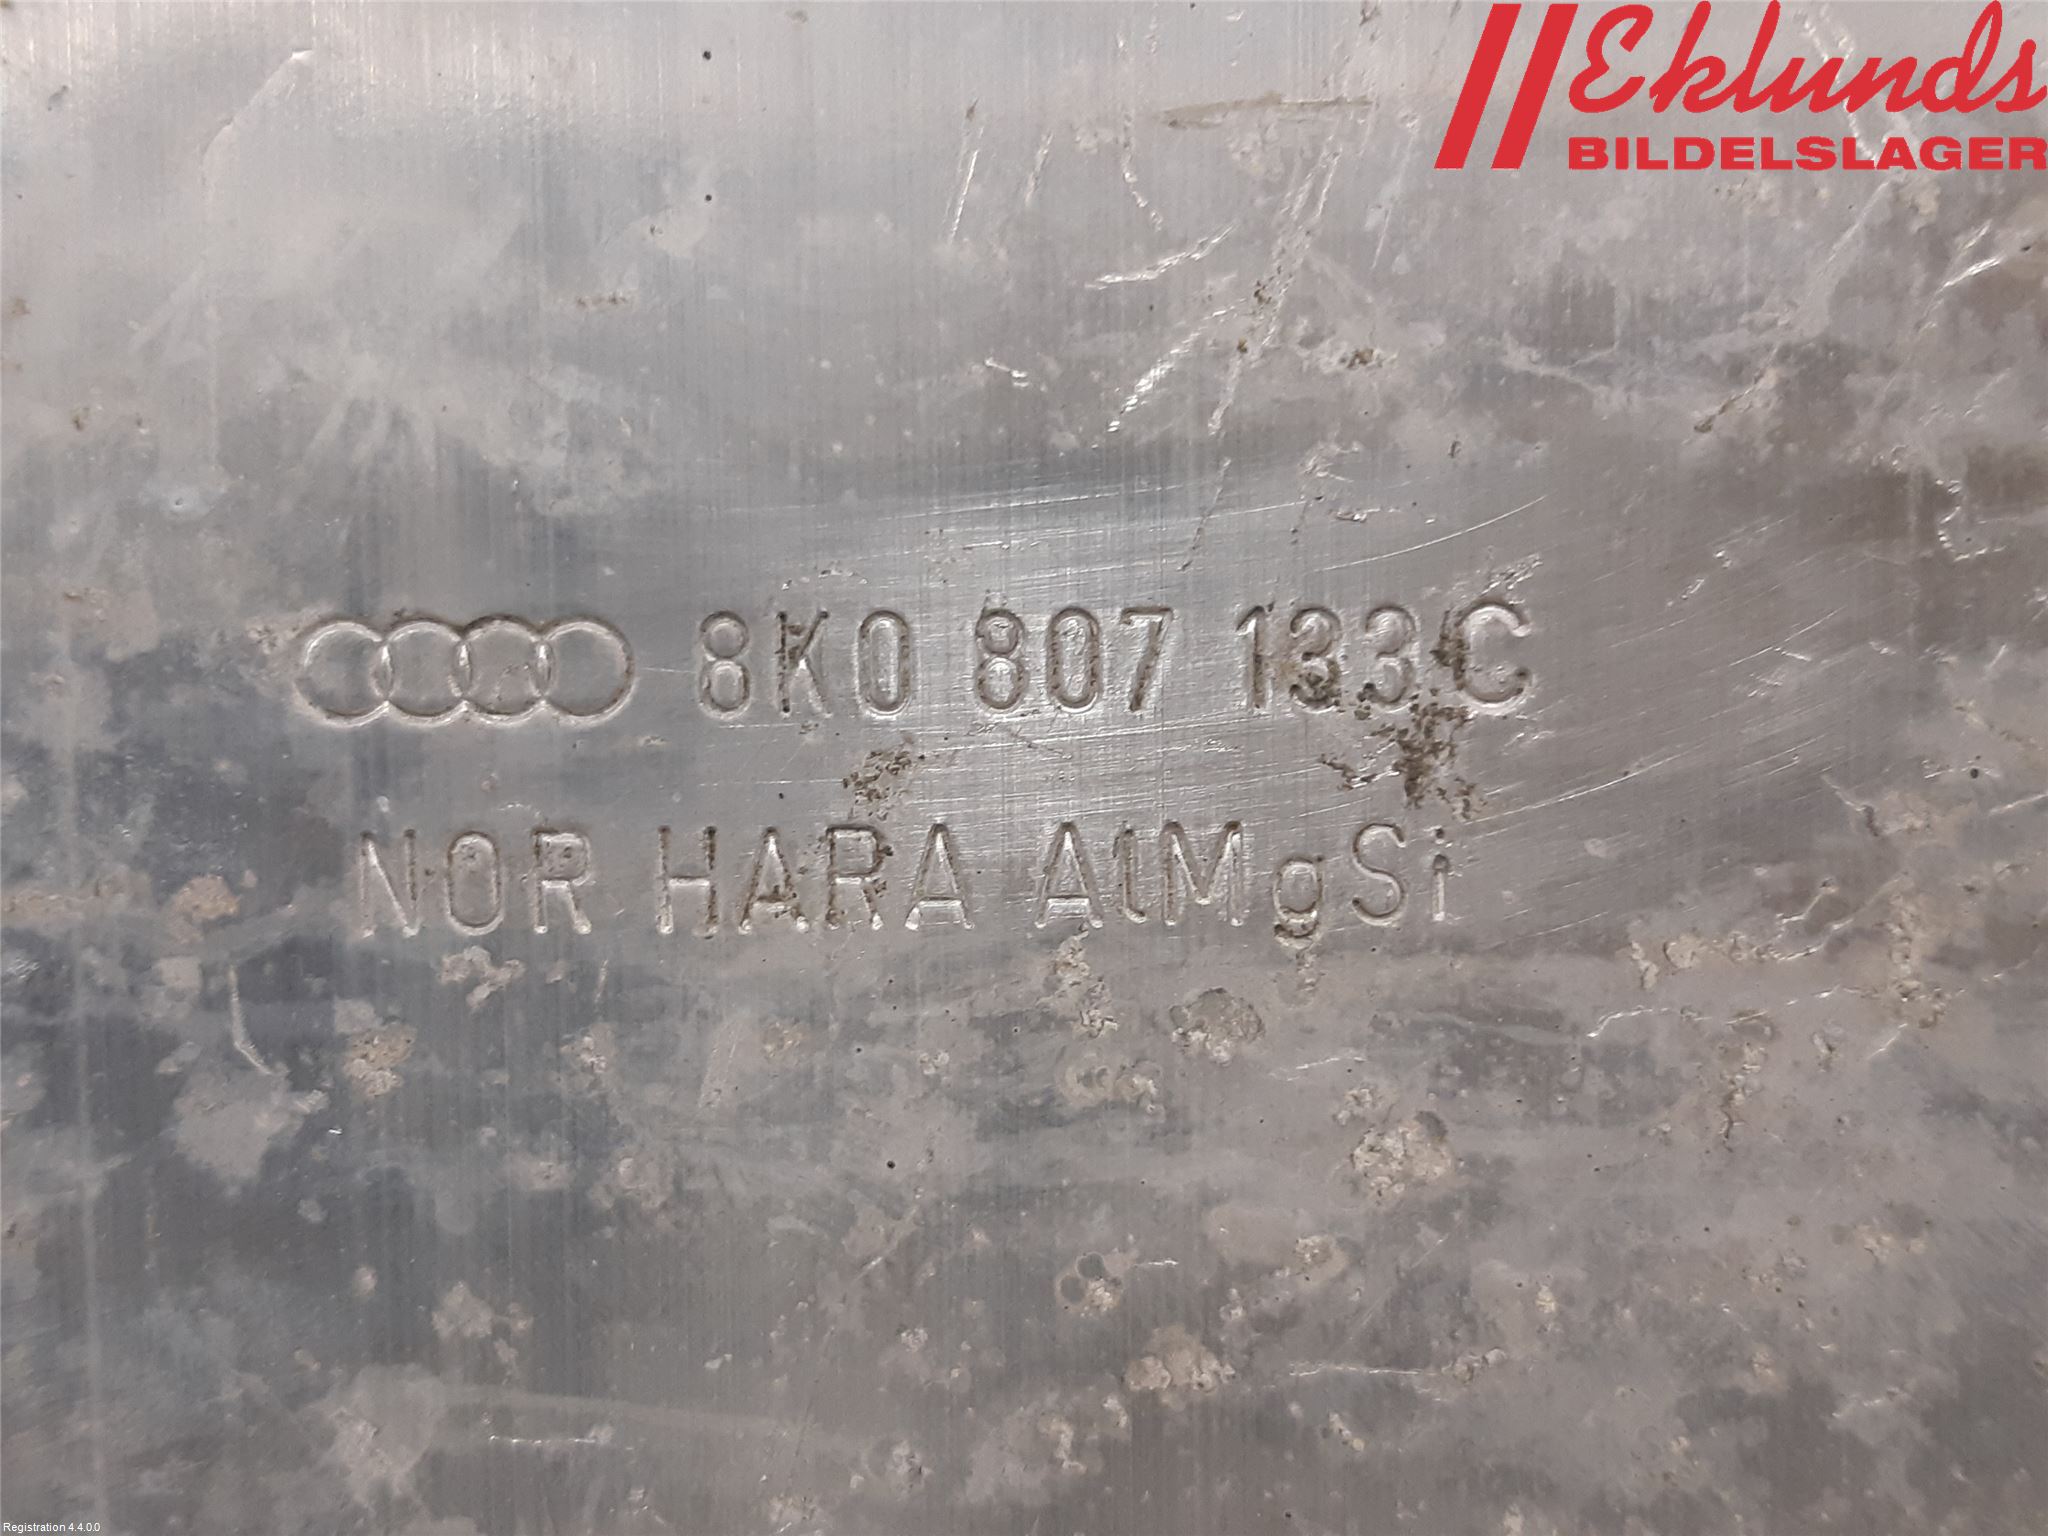 Eklunds
BILDELSLAGER
8K0 807 133C
NOR HARA AlMgSi
Registration 4.4.0.0